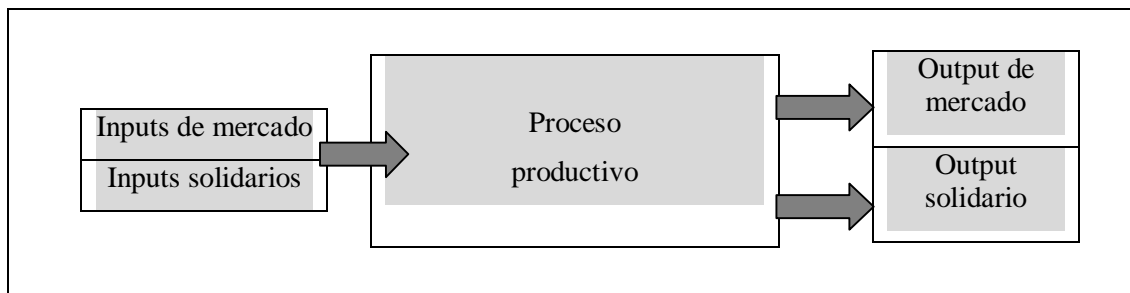 Inputs de mercado
Inputs solidarios
Proceso
productivo
Output de
mercado
Output
solidario